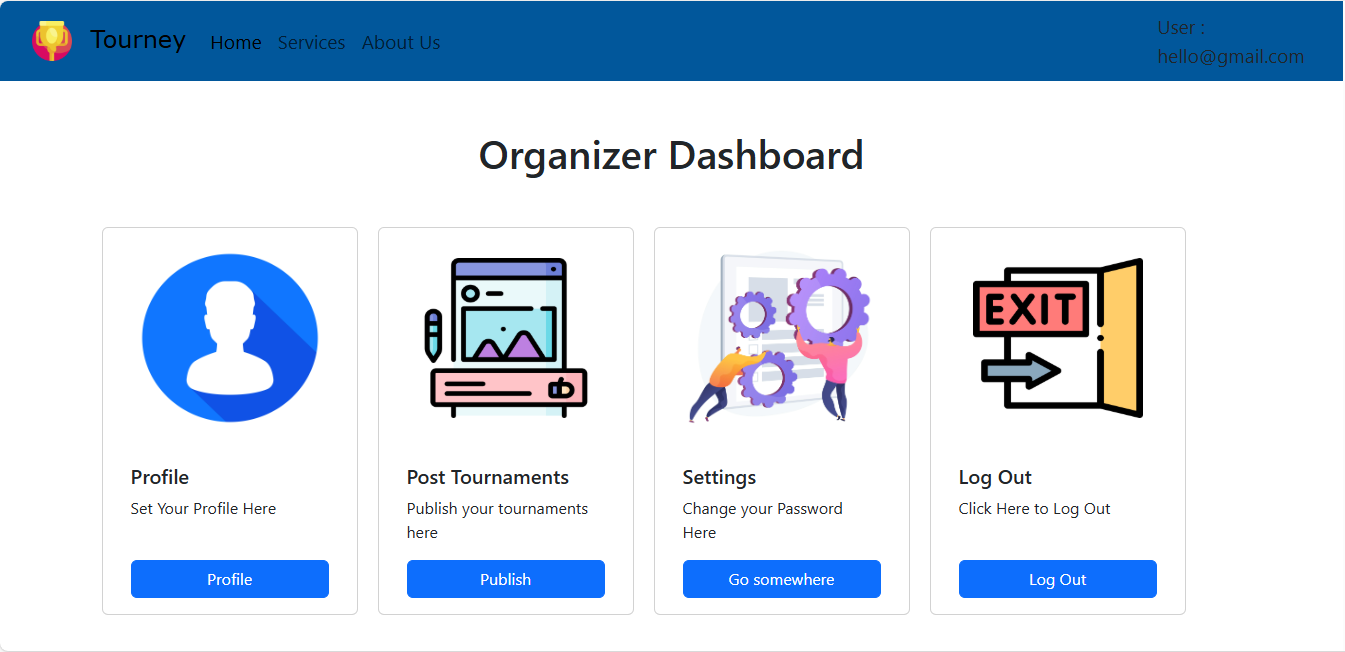 Tourney Home Services About Us
User :
hello@gmail.com
Organizer Dashboard
EXIT
Profile
Set Your Profile Here
Profile
Post Tournaments
Publish your tournaments
here
Publish
Settings
Change your Password
Here
Go somewhere
Log Out
Click Here to Log Out
Log Out